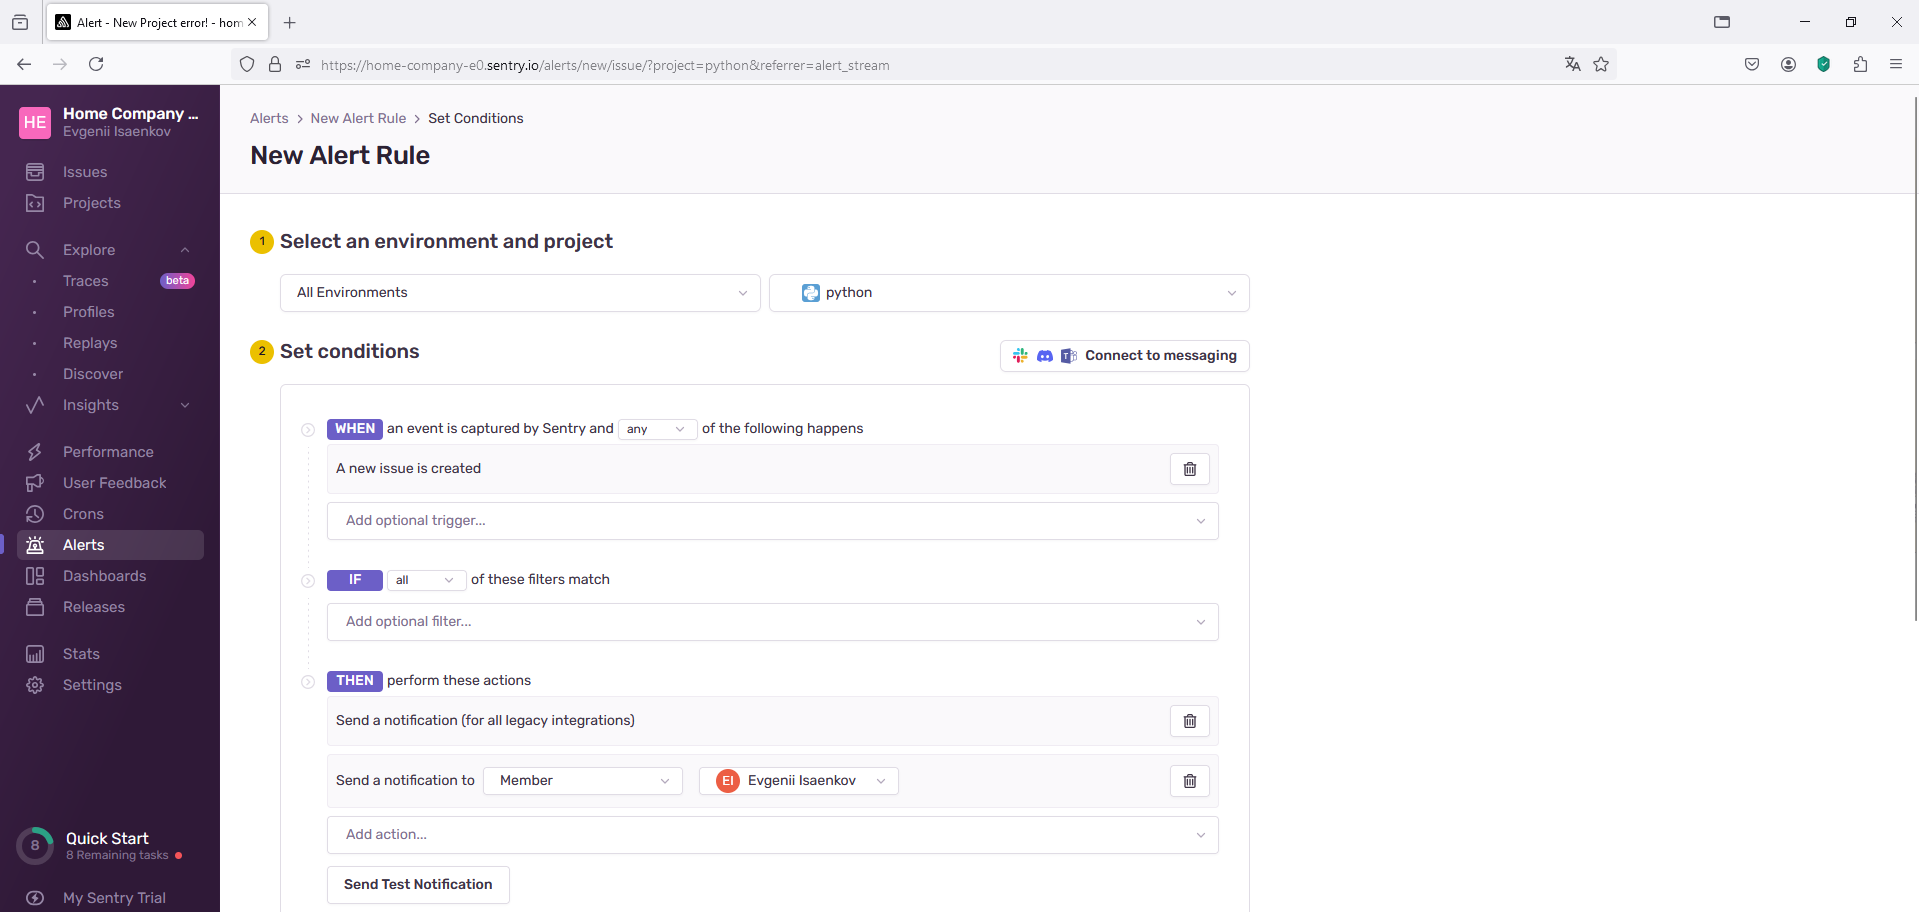 Alert - New Project error! - hom
https://home-company-e0.sentry.io/alerts/new/issue/?project=python&referrer=alert_stream
HE
Home Company ...
Evgenii Isaenkov
Issues
Projects
Explore
Traces
beta
Profiles
Replays
Discover
Insights
Performance
User Feedback
Crons
Alerts
Dashboards
Releases
Stats
Settings
8
Quick Start
8 Remaining tasks
My Sentry Trial
Alerts > New Alert Rule > Set Conditions
New Alert Rule
1 Select an environment and project
All Environments
python
2 Set conditions
Connect to messaging
WHEN an event is captured by Sentry and any of the following happens
A new issue is created
Add optional trigger...
IF all of these filters match
Add optional filter...
THEN perform these actions
Send a notification (for all legacy integrations)
Send a notification to Member EI Evgenii Isaenkov
Add action...
Send Test Notification